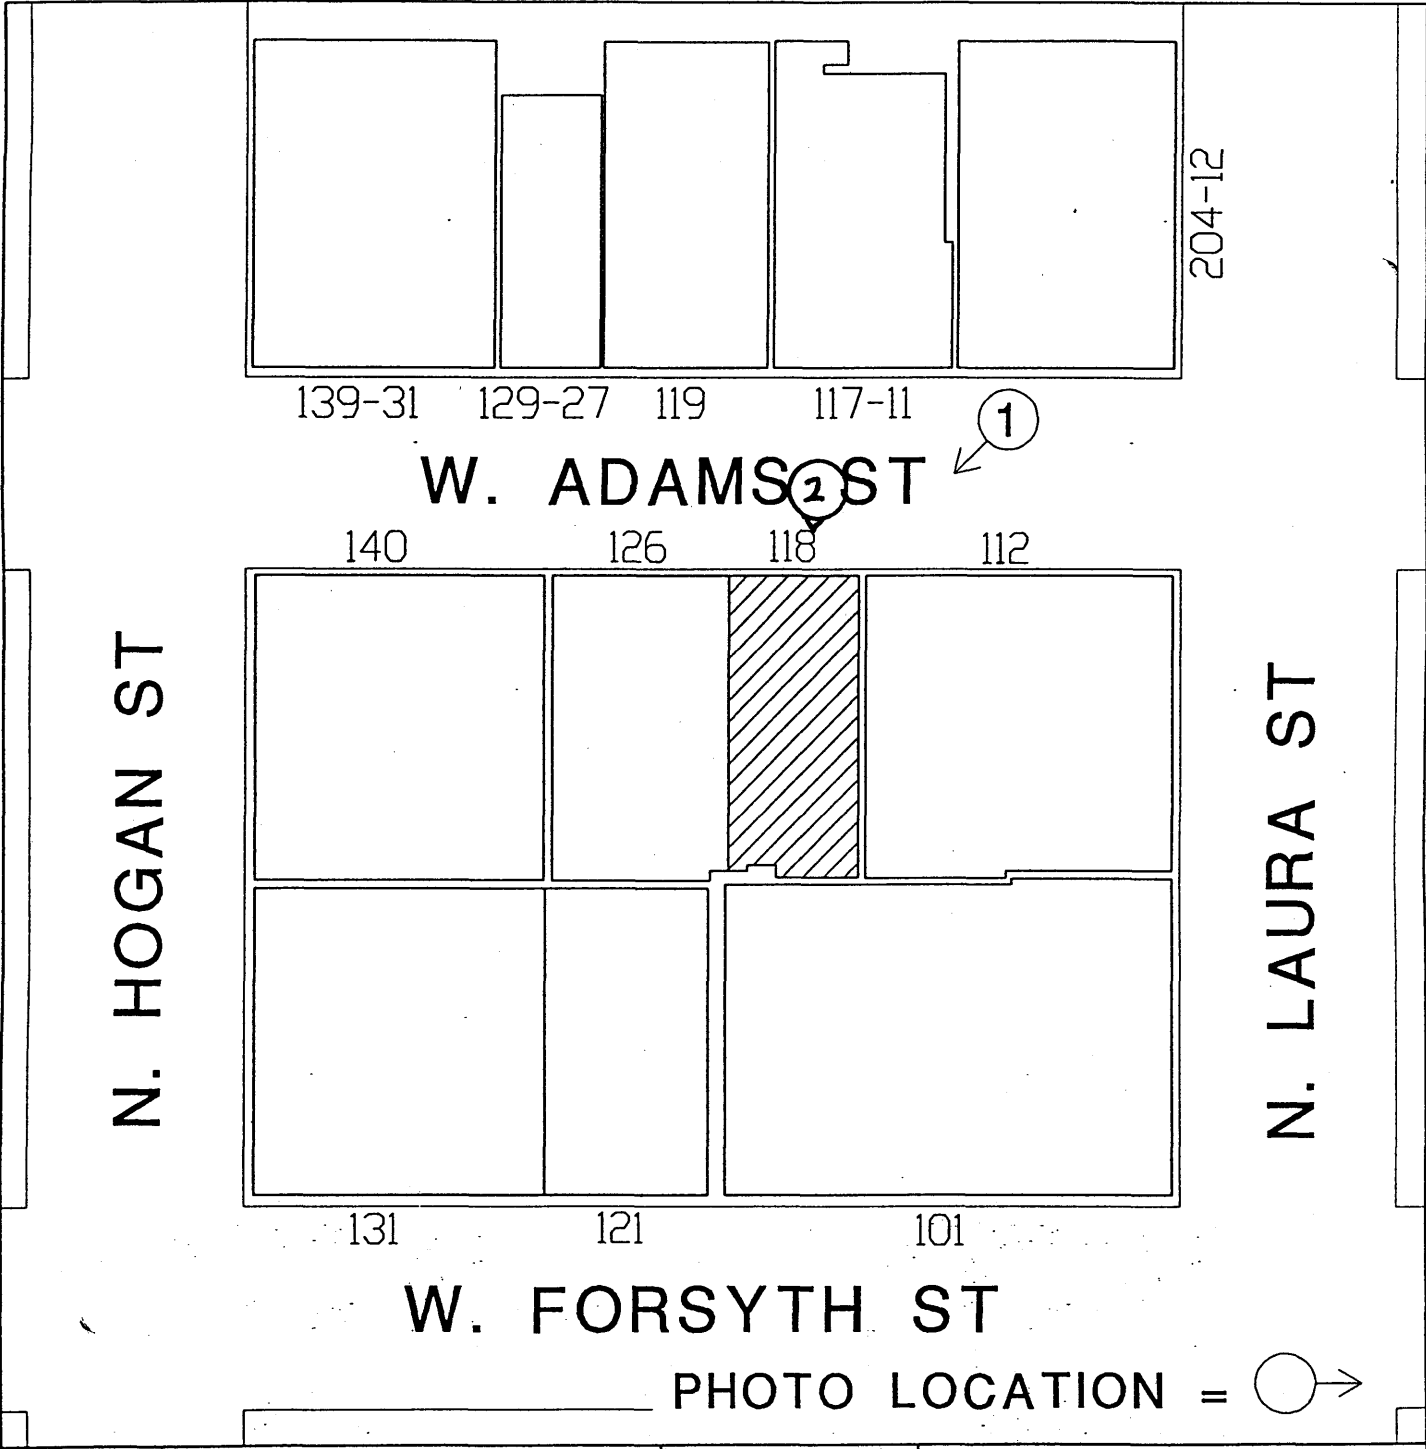 204-12
139-31 129-27 119 117-11
1
W. ADAMS ST
2
140 126 118 112
N. HOGAN ST
N. LAURA ST
131 121 101
W. FORSYTH ST
PHOTO LOCATION =